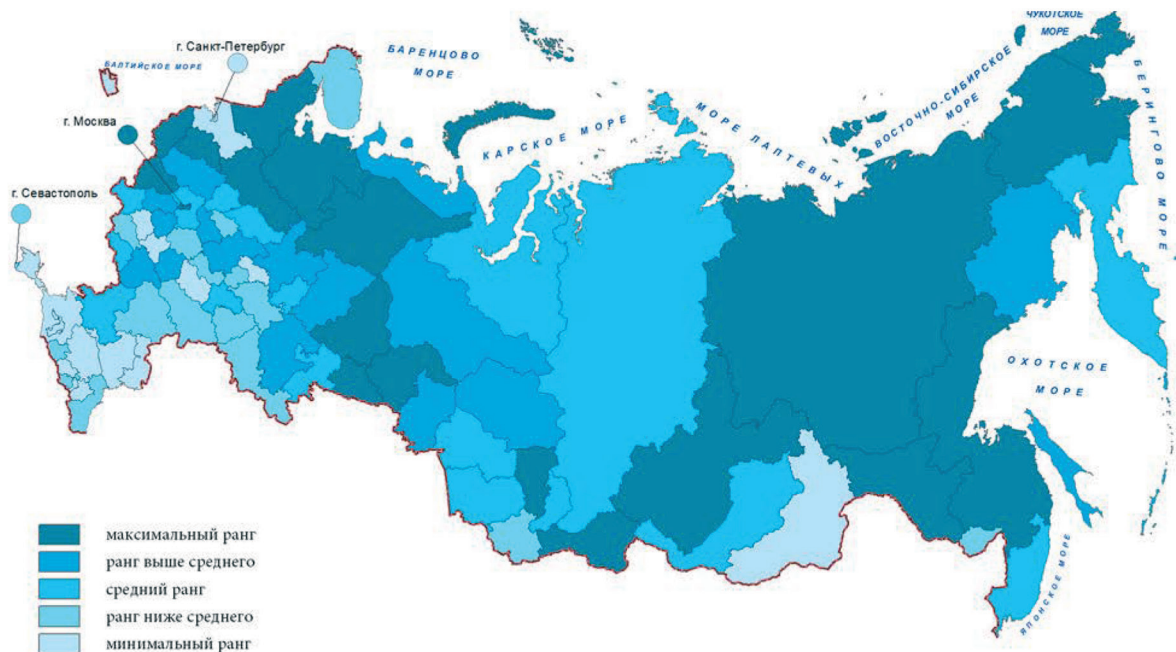 ЧУКОТСКОЕ
МОРЕ
г. Санкт-Петербург
БАРЕНЦОВО
МОРЕ
БАЛТИЙСКОЕ МОРЕ
БЕРИНГОВО МОРЕ
ВОСТОЧНО-СИБИРСКОЕ
МОРЕ
г. Москва
КАРСКОЕ МОРЕ
МОРЕ ЛАПТЕВЫХ
г. Севастополь
ОХОТСКОЕ
МОРЕ
ЯПОНСКОЕ МОРЕ
максимальный ранг
ранг выше среднего
средний ранг
ранг ниже среднего
минимальный ранг